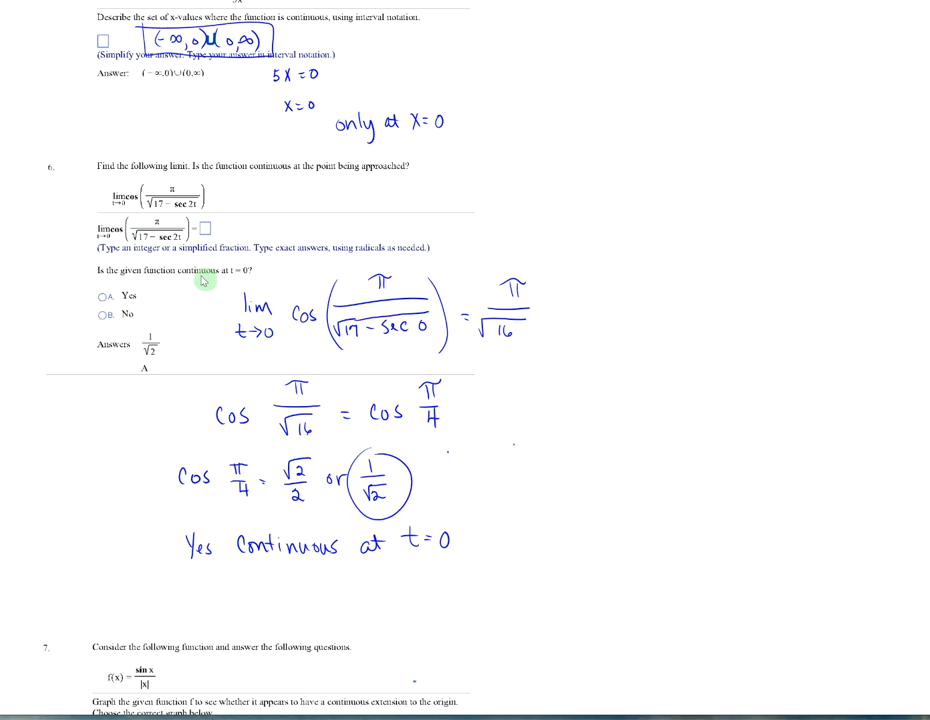 Describe the set of x-values where the function is continuous, using interval notation.
(-∞,0)U(0,∞)
(Simplify your answer. Type your answer in interval notation.)
Answer: (−∞,0)∪(0,∞)
5x = 0
x = 0
only at x = 0
6. Find the following limit. Is the function continuous at the point being approached?
lim t→0 cos(π/√(17 − sec 2t))
lim t→0 cos(π/√(17 − sec 2t)) =
(Type an integer or a simplified fraction. Type exact answers, using radicals as needed.)
Is the given function continuous at t = 0?
A. Yes
B. No
lim t→0 cos(π/√(17 − sec 0)) = π/√16
Answers 1/√2
A
cos π/√16 = cos π/4
cos π/4 = √2/2 or 1/√2
Yes continuous at t = 0
7. Consider the following function and answer the following questions.
f(x) = sin x/|x|
Graph the given function f to see whether it appears to have a continuous extension to the origin.
Choose the correct graph below.